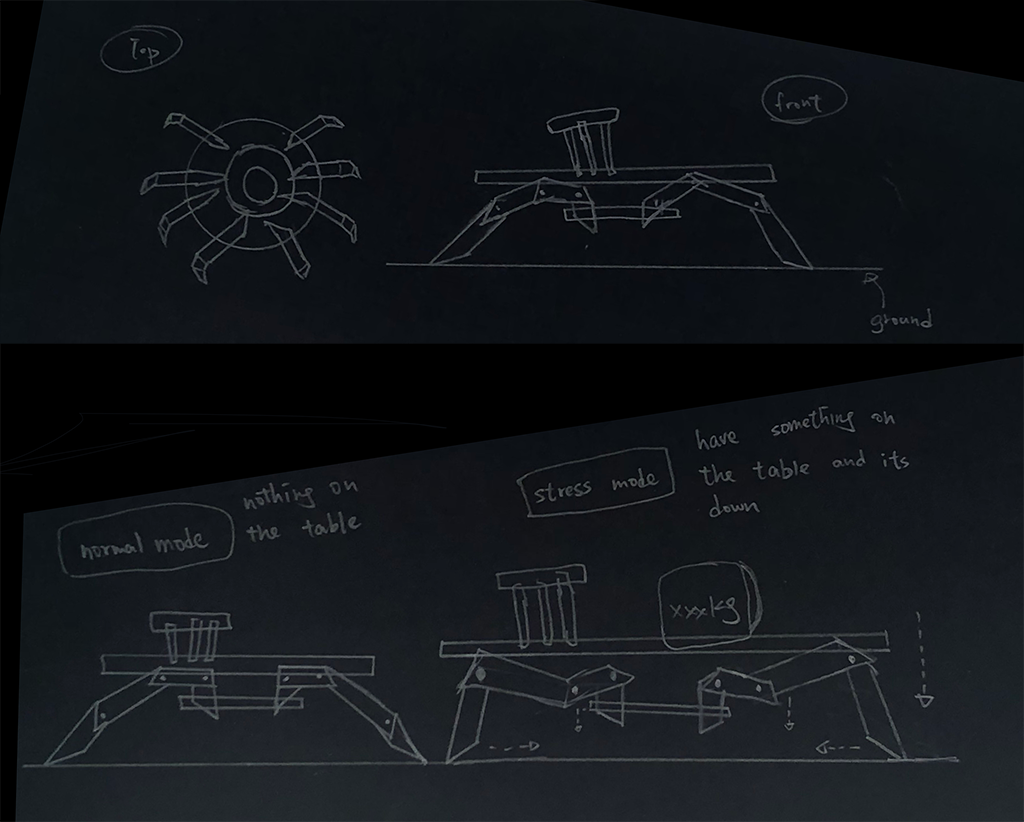 Top
front
ground
normal mode
nothing on
the table
stress mode
have something on
the table and its
down
xxxkg